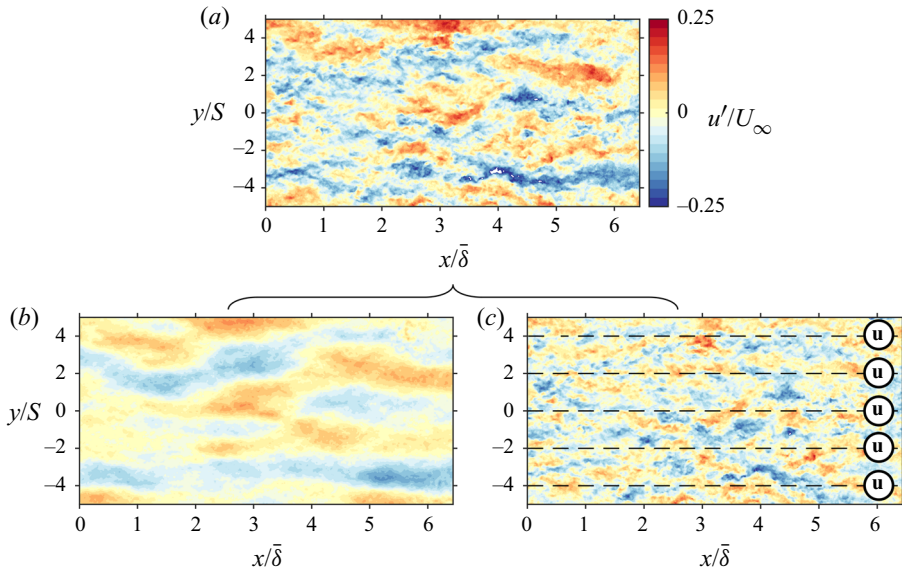 (a)
4
2
y/S 0
−2
−4
0 1 2 3 4 5 6
x/δ̄
0.25
0 u′/U∞
−0.25
(b) (c)
4 4 u
2 2 u
y/S 0 0 u
−2 −2 u
−4 −4 u
0 1 2 3 4 5 6 0 1 2 3 4 5 6
x/δ̄ x/δ̄